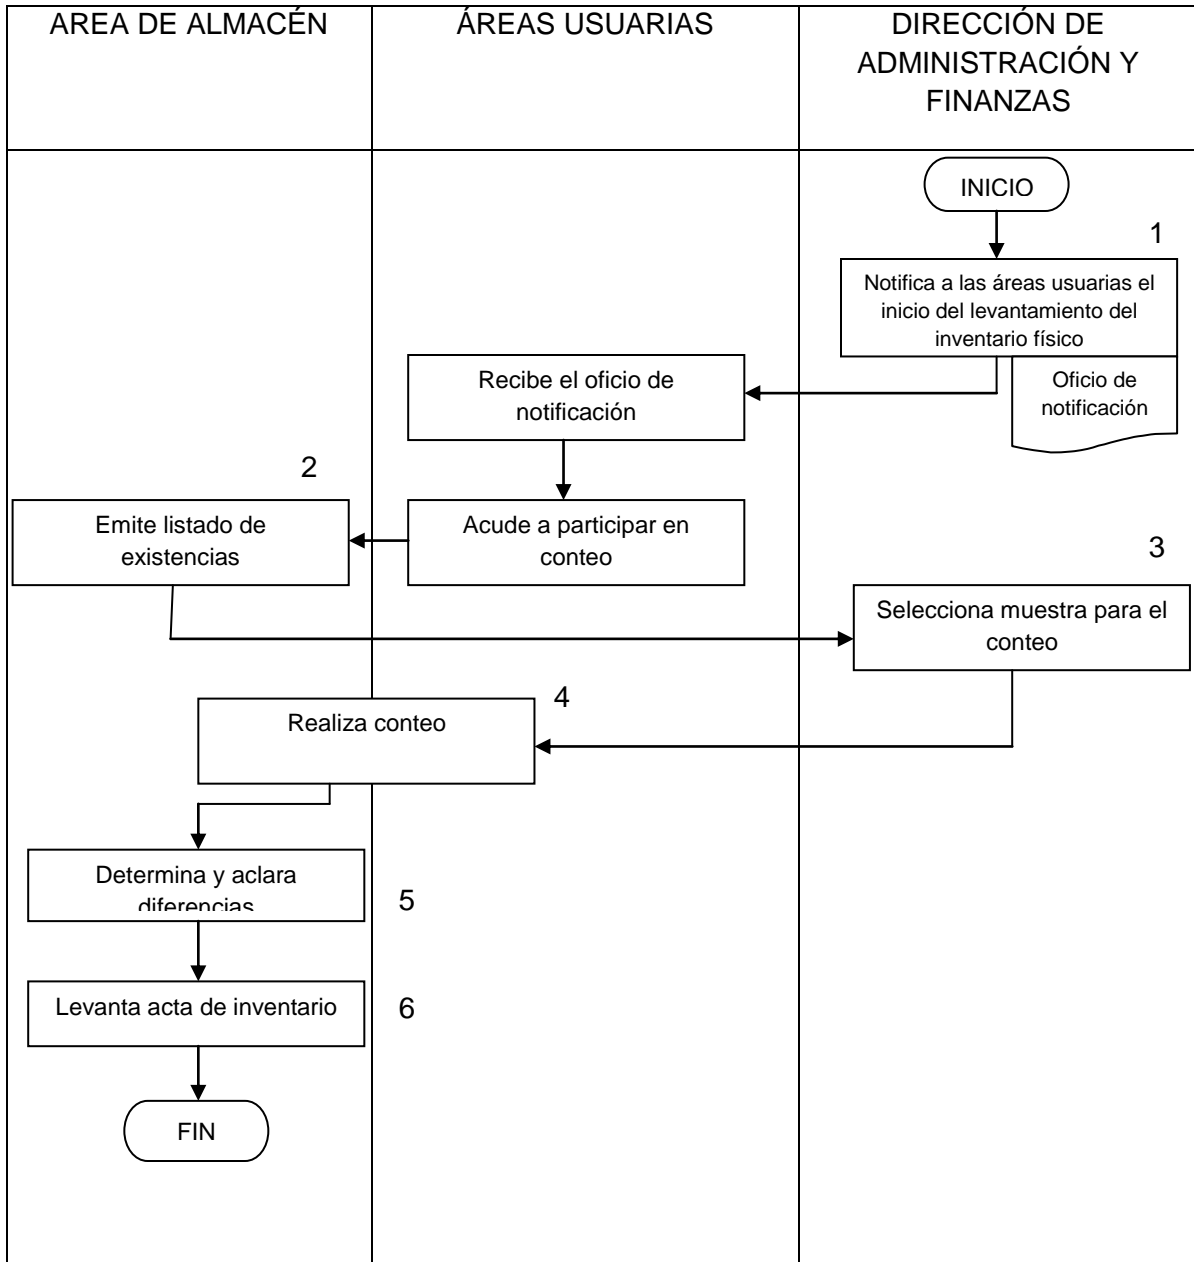 AREA DE ALMACÉN
ÁREAS USUARIAS
DIRECCIÓN DE
ADMINISTRACIÓN Y
FINANZAS
INICIO
1
Notifica a las áreas usuarias el
inicio del levantamiento del
inventario físico
Oficio de
notificación
Recibe el oficio de
notificación
2
Emite listado de
existencias
Acude a participar en
conteo
3
Selecciona muestra para el
conteo
4
Realiza conteo
Determina y aclara
diferencias
5
Levanta acta de inventario
6
FIN